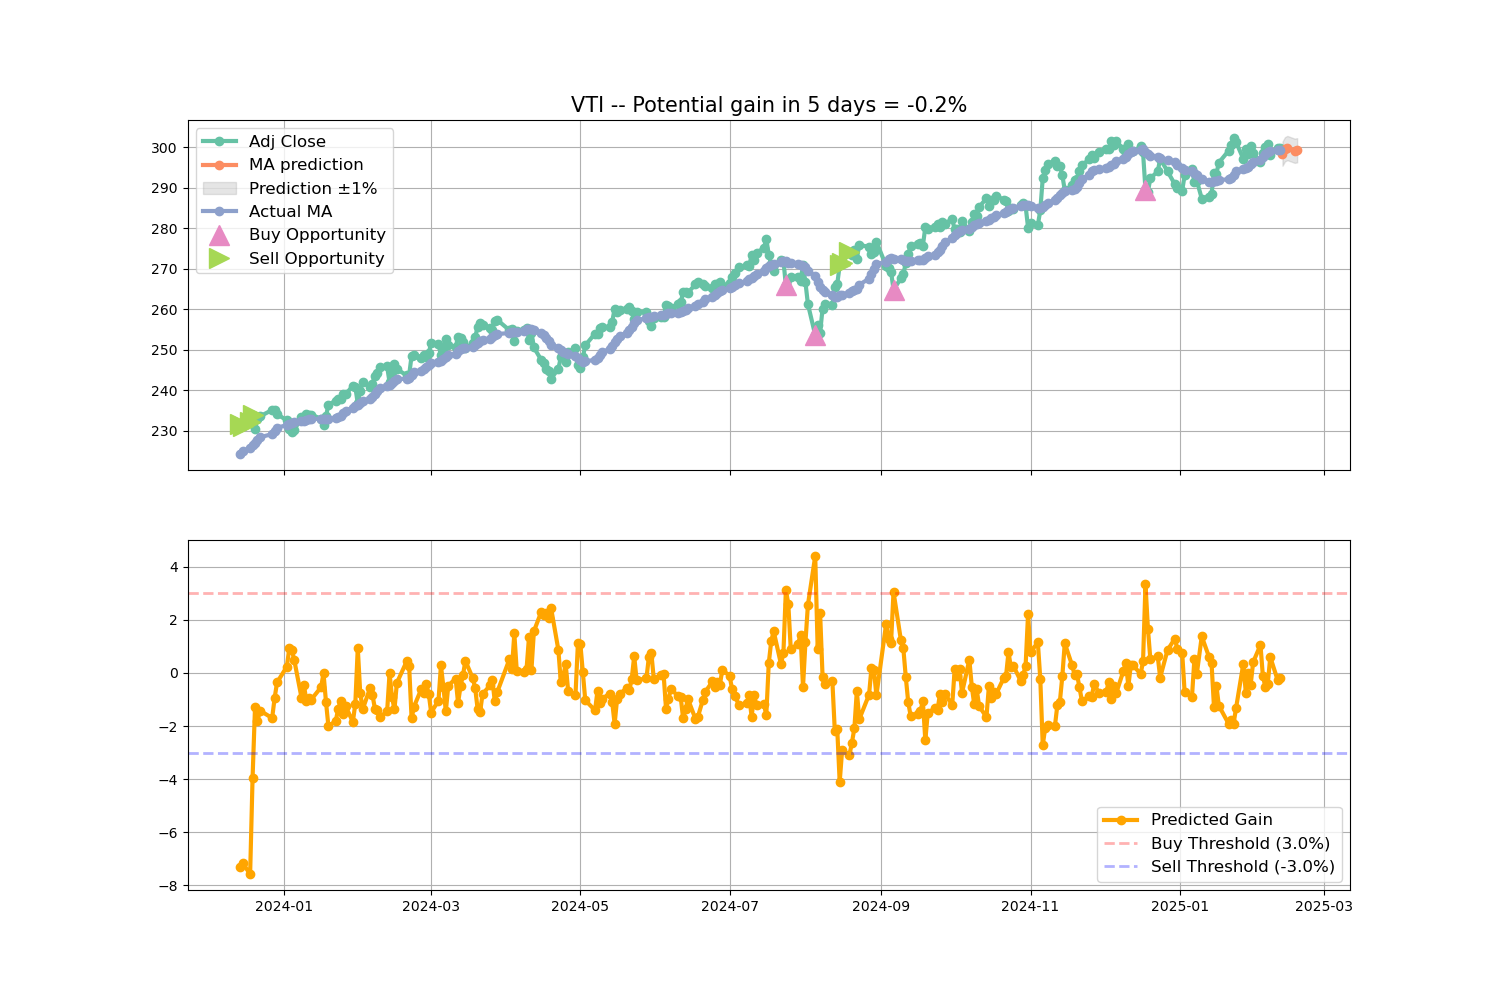 VTI -- Potential gain in 5 days = -0.2%
Adj Close
MA prediction
Prediction ±1%
Actual MA
Buy Opportunity
Sell Opportunity
300
290
280
270
260
250
240
230
4
2
0
−2
−4
−6
−8
Predicted Gain
Buy Threshold (3.0%)
Sell Threshold (-3.0%)
2024-01 2024-03 2024-05 2024-07 2024-09 2024-11 2025-01 2025-03